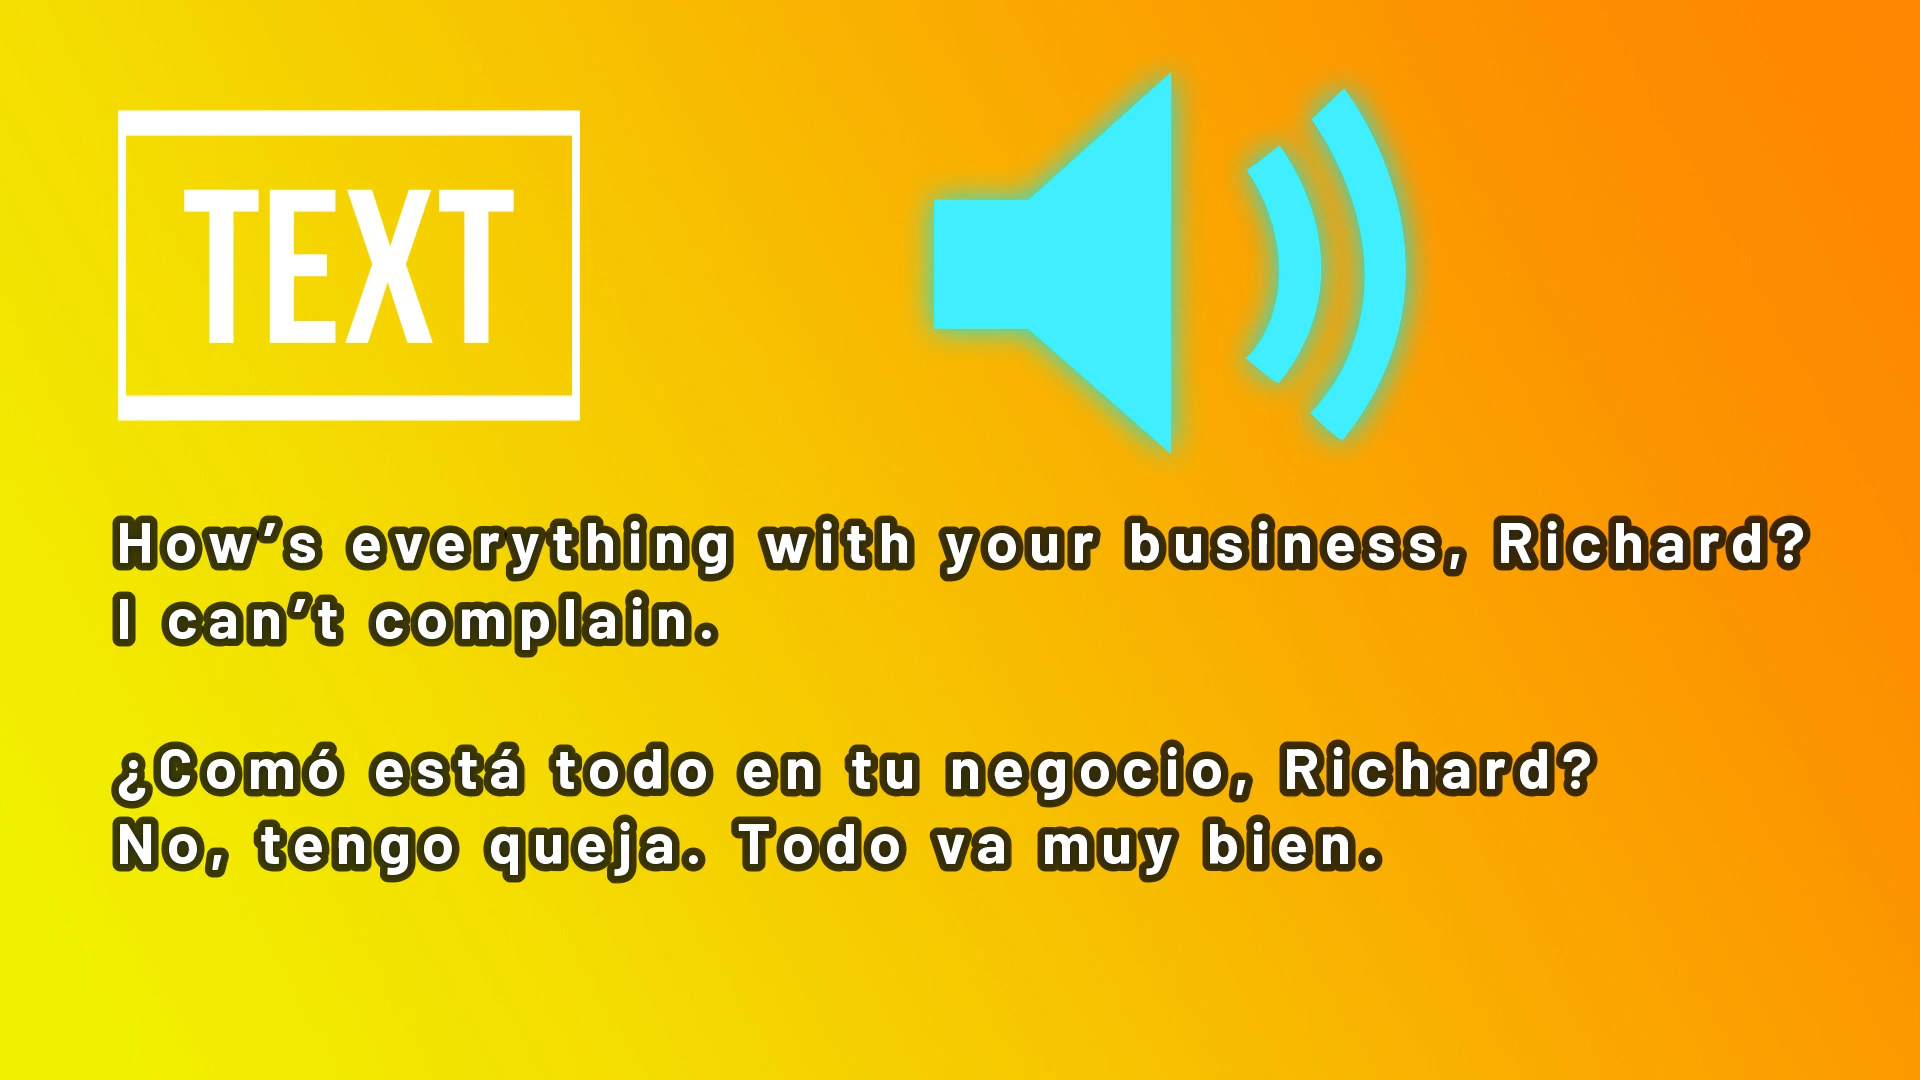 TEXT
How’s everything with your business, Richard?
I can’t complain.
¿Comó está todo en tu negocio, Richard?
No, tengo queja. Todo va muy bien.